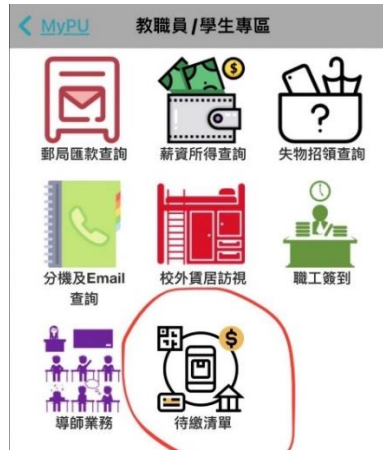 MyPU 教職員/學生專區
郵局匯款查詢 薪資所得查詢 失物招領查詢
分機及Email
查詢
校外賃居訪視 職工簽到
導師業務 待繳清單